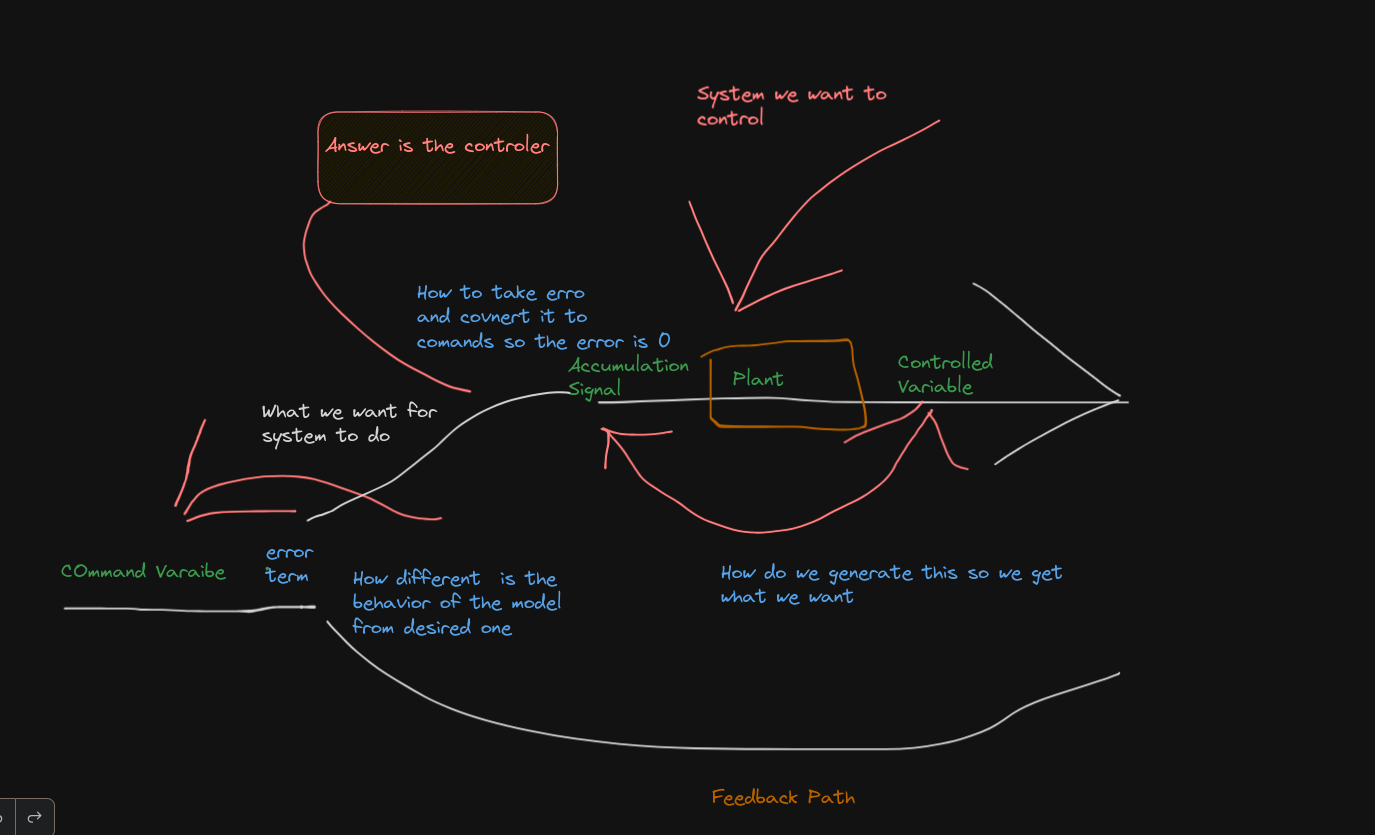 System we want to
control
Answer is the controler
How to take erro
and covnert it to
comands so the error is 0
Accumulation
Signal
Plant
Controlled
Variable
What we want for
system to do
COmmand Varaibe
error
term
How different  is the
behavior of the model
from desired one
How do we generate this so we get
what we want
Feedback Path